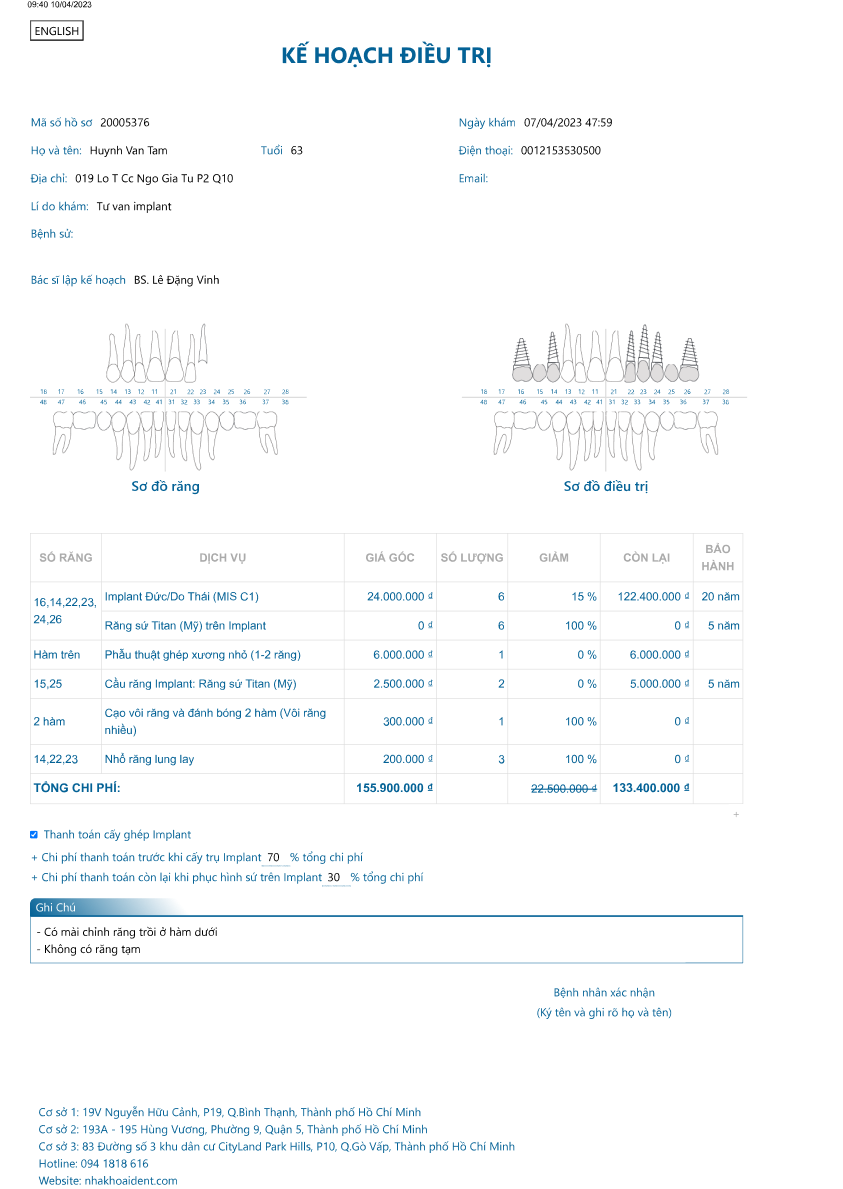 09:40 10/04/2023
ENGLISH
KẾ HOẠCH ĐIỀU TRỊ
Mã số hồ sơ 20005376 Ngày khám 07/04/2023 47:59
Họ và tên: Huynh Van Tam Tuổi 63 Điện thoại: 0012153530500
Địa chỉ: 019 Lo T Cc Ngo Gia Tu P2 Q10 Email:
Lí do khám: Tư van implant
Bệnh sử:
Bác sĩ lập kế hoạch BS. Lê Đặng Vinh
18 17 16 15 14 13 12 11 21 22 23 24 25 26 27 28 18 17 16 15 14 13 12 11 21 22 23 24 25 26 27 28
48 47 46 45 44 43 42 41 31 32 33 34 35 36 37 38 48 47 46 45 44 43 42 41 31 32 33 34 35 36 37 38
Sơ đồ răng Sơ đồ điều trị
SỐ RĂNG DỊCH VỤ GIÁ GỐC SỐ LƯỢNG GIẢM CÒN LẠI BẢO HÀNH
16,14,22,23,
24,26
Implant Đức/Do Thái (MIS C1) 24.000.000 ₫ 6 15 % 122.400.000 ₫ 20 năm
Răng sứ Titan (Mỹ) trên Implant 0 ₫ 6 100 % 0 ₫ 5 năm
Hàm trên Phẫu thuật ghép xương nhỏ (1-2 răng) 6.000.000 ₫ 1 0 % 6.000.000 ₫
15,25 Cầu răng Implant: Răng sứ Titan (Mỹ) 2.500.000 ₫ 2 0 % 5.000.000 ₫ 5 năm
2 hàm Cạo vôi răng và đánh bóng 2 hàm (Vôi răng
nhiều) 300.000 ₫ 1 100 % 0 ₫
14,22,23 Nhổ răng lung lay 200.000 ₫ 3 100 % 0 ₫
TỔNG CHI PHÍ: 155.900.000 ₫ 22.500.000 ₫ 133.400.000 ₫
+
Thanh toán cấy ghép Implant
+ Chi phí thanh toán trước khi cấy trụ Implant 70 % tổng chi phí
+ Chi phí thanh toán còn lại khi phục hình sứ trên Implant 30 % tổng chi phí
Ghi Chú
- Có mài chỉnh răng trồi ở hàm dưới
- Không có răng tạm
Bệnh nhân xác nhận
(Ký tên và ghi rõ họ và tên)
Cơ sở 1: 19V Nguyễn Hữu Cảnh, P19, Q.Bình Thạnh, Thành phố Hồ Chí Minh
Cơ sở 2: 193A - 195 Hùng Vương, Phường 9, Quận 5, Thành phố Hồ Chí Minh
Cơ sở 3: 83 Đường số 3 khu dân cư CityLand Park Hills, P10, Q.Gò Vấp, Thành phố Hồ Chí Minh
Hotline: 094 1818 616
Website: nhakhoaident.com